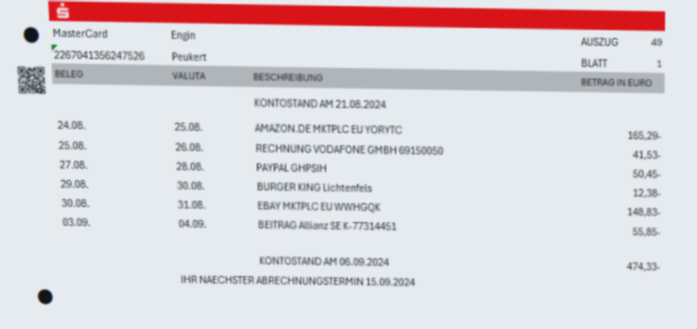 MasterCard Engin AUSZUG 49
2267041356247526 Peukert BLATT 1
BELEG VALUTA BESCHREIBUNG BETRAG IN EURO
KONTOSTAND AM 21.08.2024
24.08. 25.08. AMAZON.DE MKTPLC EU YORYTC 165,29-
25.08. 26.08. RECHNUNG VODAFONE GMBH 69150050 41,53-
27.08. 28.08. PAYPAL GHPSIH 50,45-
29.08. 30.08. BURGER KING Lichtenfels 12,38-
30.08. 31.08. EBAY MKTPLC EU WWHGQK 148,83-
03.09. 04.09. BEITRAG Allianz SE K-77314451 55,85-
KONTOSTAND AM 06.09.2024 474,33-
IHR NAECHSTER ABRECHNUNGSTERMIN 15.09.2024